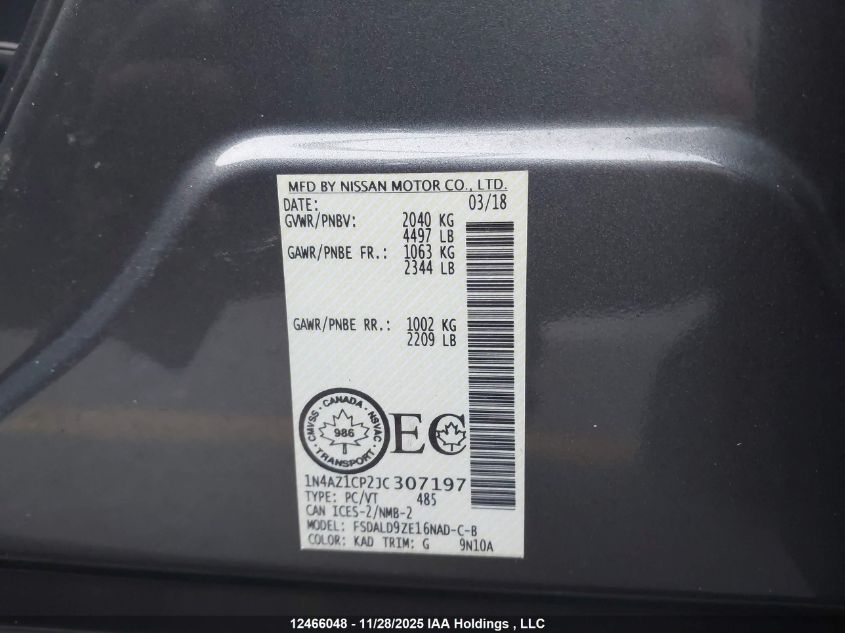 MFD BY NISSAN MOTOR CO., LTD.
DATE: 03/18
GVWR/PNBV: 2040 KG
4497 LB
GAWR/PNBE FR.: 1063 KG
2344 LB
GAWR/PNBE RR.: 1002 KG
2209 LB
CMVSS • CANADA • NSVAC
986
TRANSPORT
EC
1N4AZ1CP2JC307197
TYPE: PC/VT 485
CAN ICES-2/NMB-2
MODEL: FSDALD9ZE16NAD-C-B
COLOR: KAD TRIM: G 9N10A
12466048 - 11/28/2025 IAA Holdings , LLC